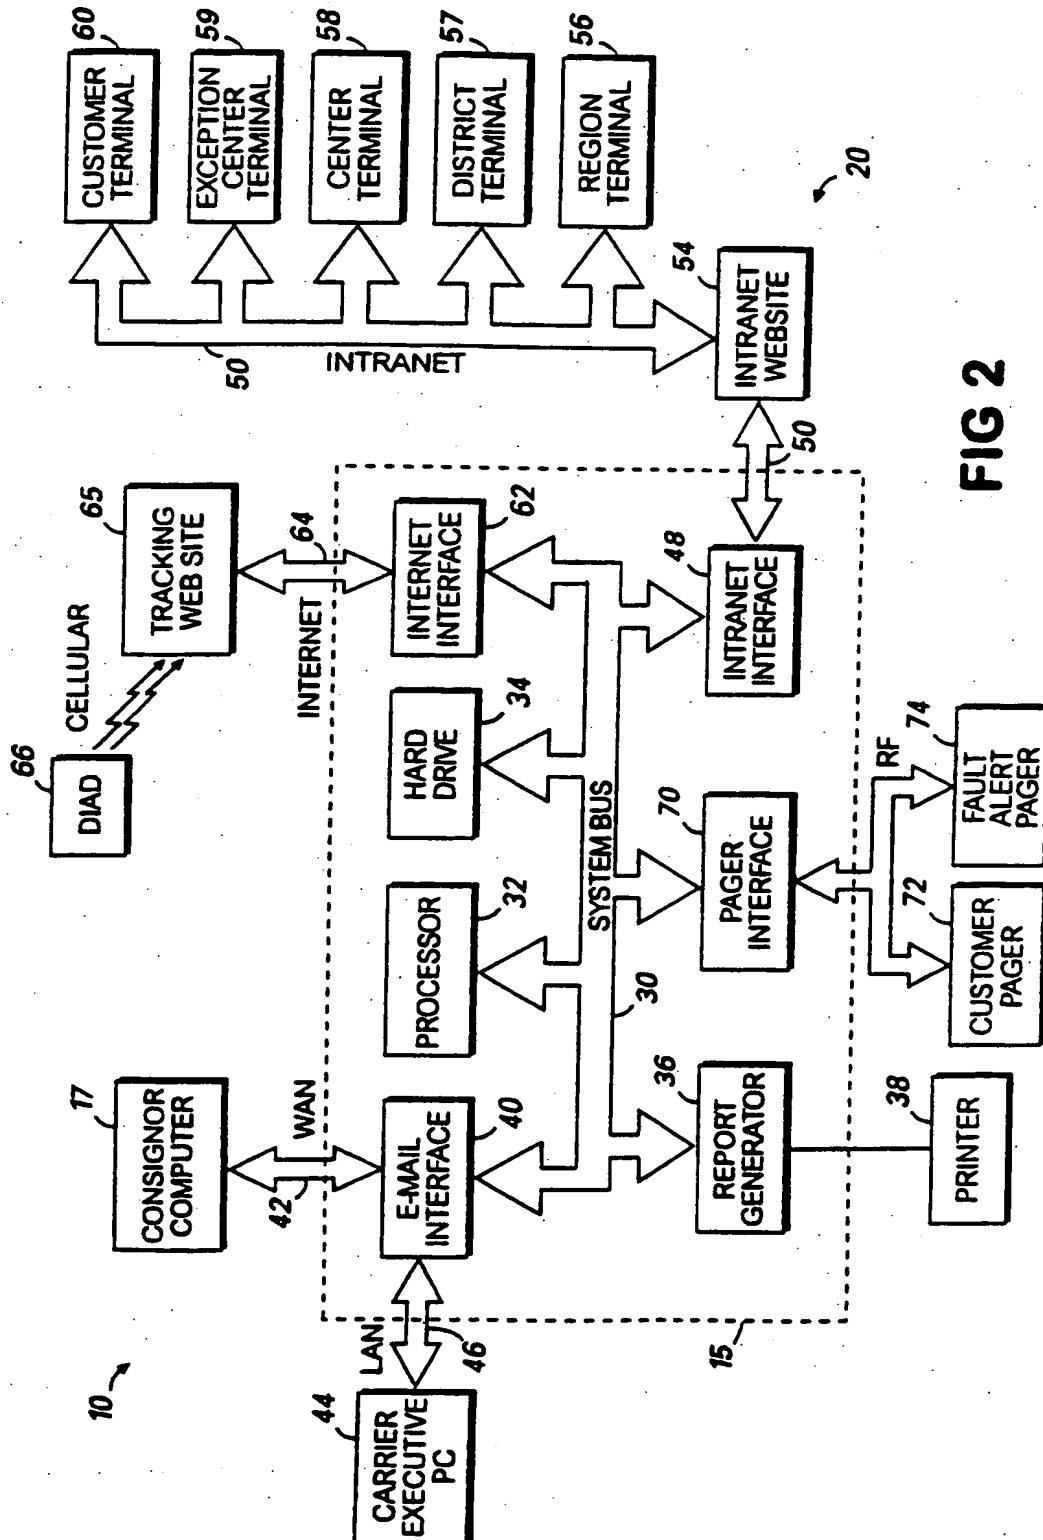 10
44
CARRIER
EXECUTIVE
PC
LAN
46
17
CONSIGNOR
COMPUTER
WAN
42
E-MAIL
INTERFACE
40
PROCESSOR
32
HARD
DRIVE
34
INTERNET
INTERFACE
62
66
DIAD
CELLULAR
65
TRACKING
WEB SITE
INTERNET
64
SYSTEM BUS
30
36
REPORT
GENERATOR
70
PAGER
INTERFACE
48
INTRANET
INTERFACE
15
38
PRINTER
72
CUSTOMER
PAGER
RF
74
FAULT
ALERT
PAGER
50
54
INTRANET
WEBSITE
50
INTRANET
60
CUSTOMER
TERMINAL
59
EXCEPTION
CENTER
TERMINAL
58
CENTER
TERMINAL
57
DISTRICT
TERMINAL
56
REGION
TERMINAL
20
FIG 2